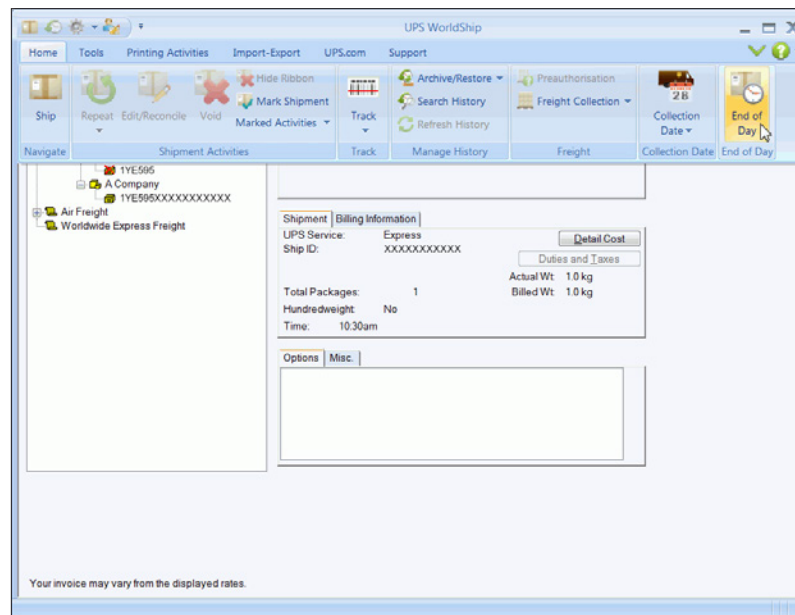 UPS WorldShip
Home Tools Printing Activities Import-Export UPS.com Support
Ship
Repeat
Edit/Reconcile
Void
Hide Ribbon
Mark Shipment
Marked Activities
Track
Archive/Restore
Search History
Refresh History
Preauthorisation
Freight Collection
28
Collection
Date
End of
Day
Navigate Shipment Activities Track Manage History Freight Collection Date End of Day
1YE595
A Company
1YE595XXXXXXXXXXX
Air Freight
Worldwide Express Freight
Shipment Billing Information
UPS Service: Express
Detail Cost
Ship ID: XXXXXXXXXXX
Duties and Taxes
Actual Wt 1.0 kg
Total Packages: 1 Billed Wt 1.0 kg
Hundredweight No
Time: 10:30am
Options Misc.
Your invoice may vary from the displayed rates.